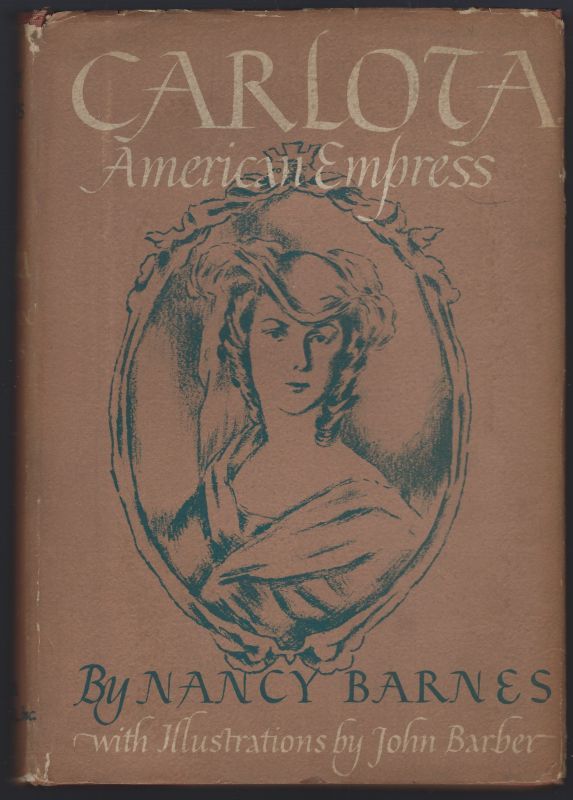 CARLOTA
American Empress
By NANCY BARNES
with Illustrations by John Barber